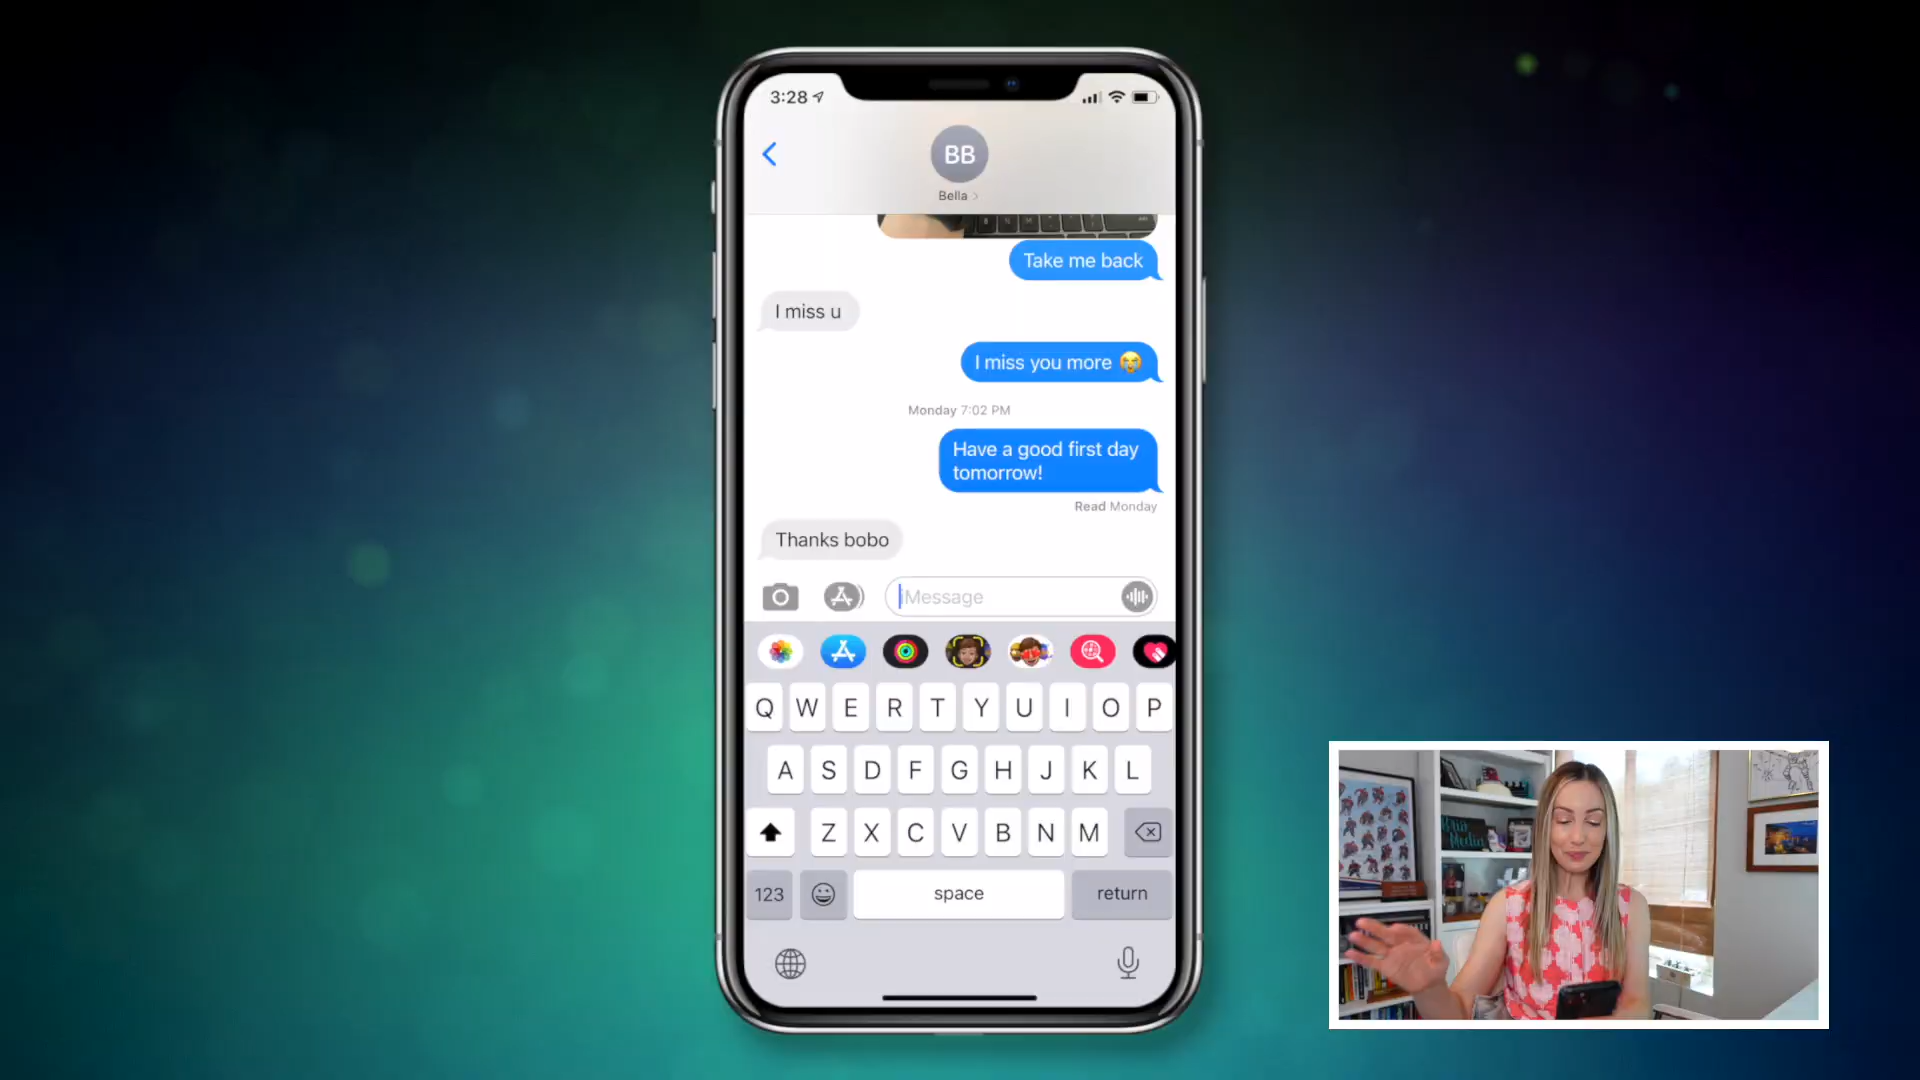 3:28
BB
Bella
Take me back
I miss u
I miss you more
Monday 7:02 PM
Have a good first day
tomorrow!
Read Monday
Thanks bobo
iMessage
Q W E R T Y U I O P
A S D F G H J K L
Z X C V B N M
123 space return